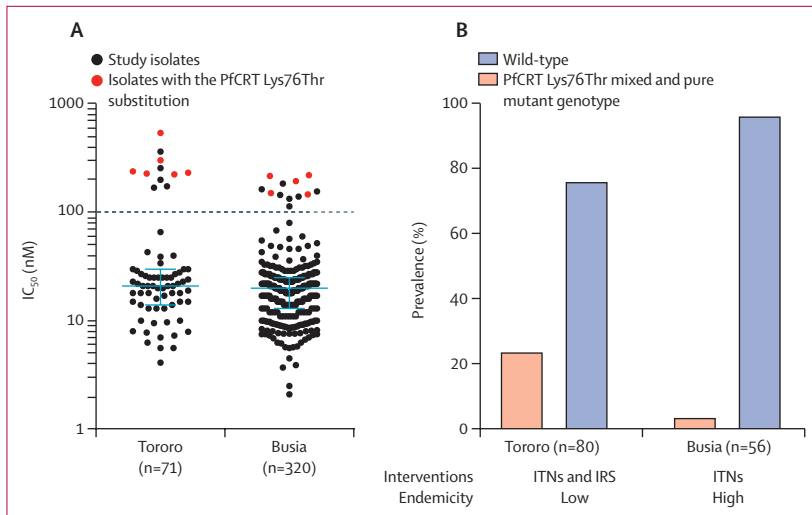 A
Study isolates
Isolates with the PfCRT Lys76Thr
substitution
1000
100
10
1
IC50 (nM)
Tororo
(n=71)
Busia
(n=320)
B
Wild-type
PfCRT Lys76Thr mixed and pure
mutant genotype
100
80
60
40
20
0
Prevalence (%)
Tororo (n=80)
Busia (n=56)
Interventions
ITNs and IRS
ITNs
Endemicity
Low
High